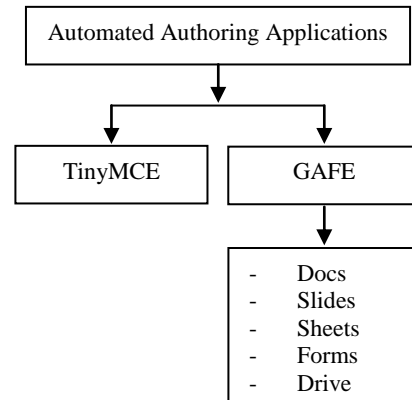 Automated Authoring Applications
TinyMCE
GAFE
- Docs
- Slides
- Sheets
- Forms
- Drive